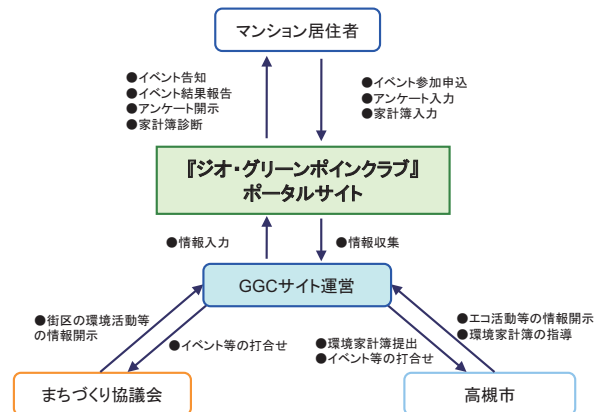 マンション居住者
●イベント告知
●イベント結果報告
●アンケート開示
●家計簿診断
●イベント参加申込
●アンケート入力
●家計簿入力
『ジオ・グリーンポインクラブ』
ポータルサイト
●情報入力
●情報収集
GGCサイト運営
●街区の環境活動等
の情報開示
●イベント等の打合せ
●環境家計簿提出
●イベント等の打合せ
●エコ活動等の情報開示
●環境家計簿の指導
まちづくり協議会
高槻市